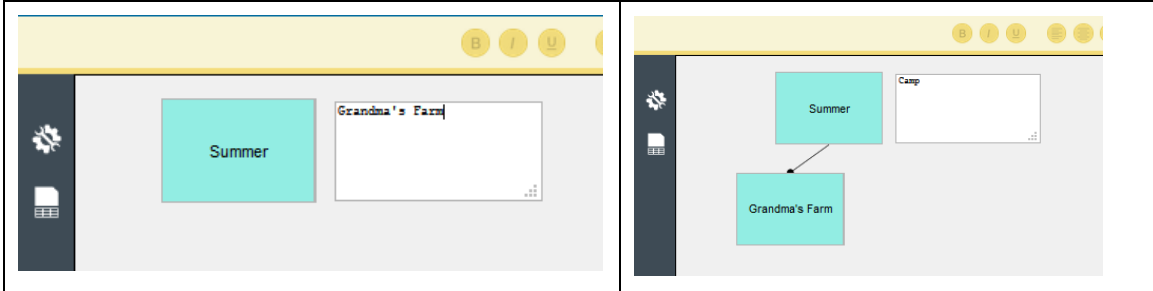 B I U
Summer
Grandma's Farm
B I U
Summer
Camp
Grandma's Farm